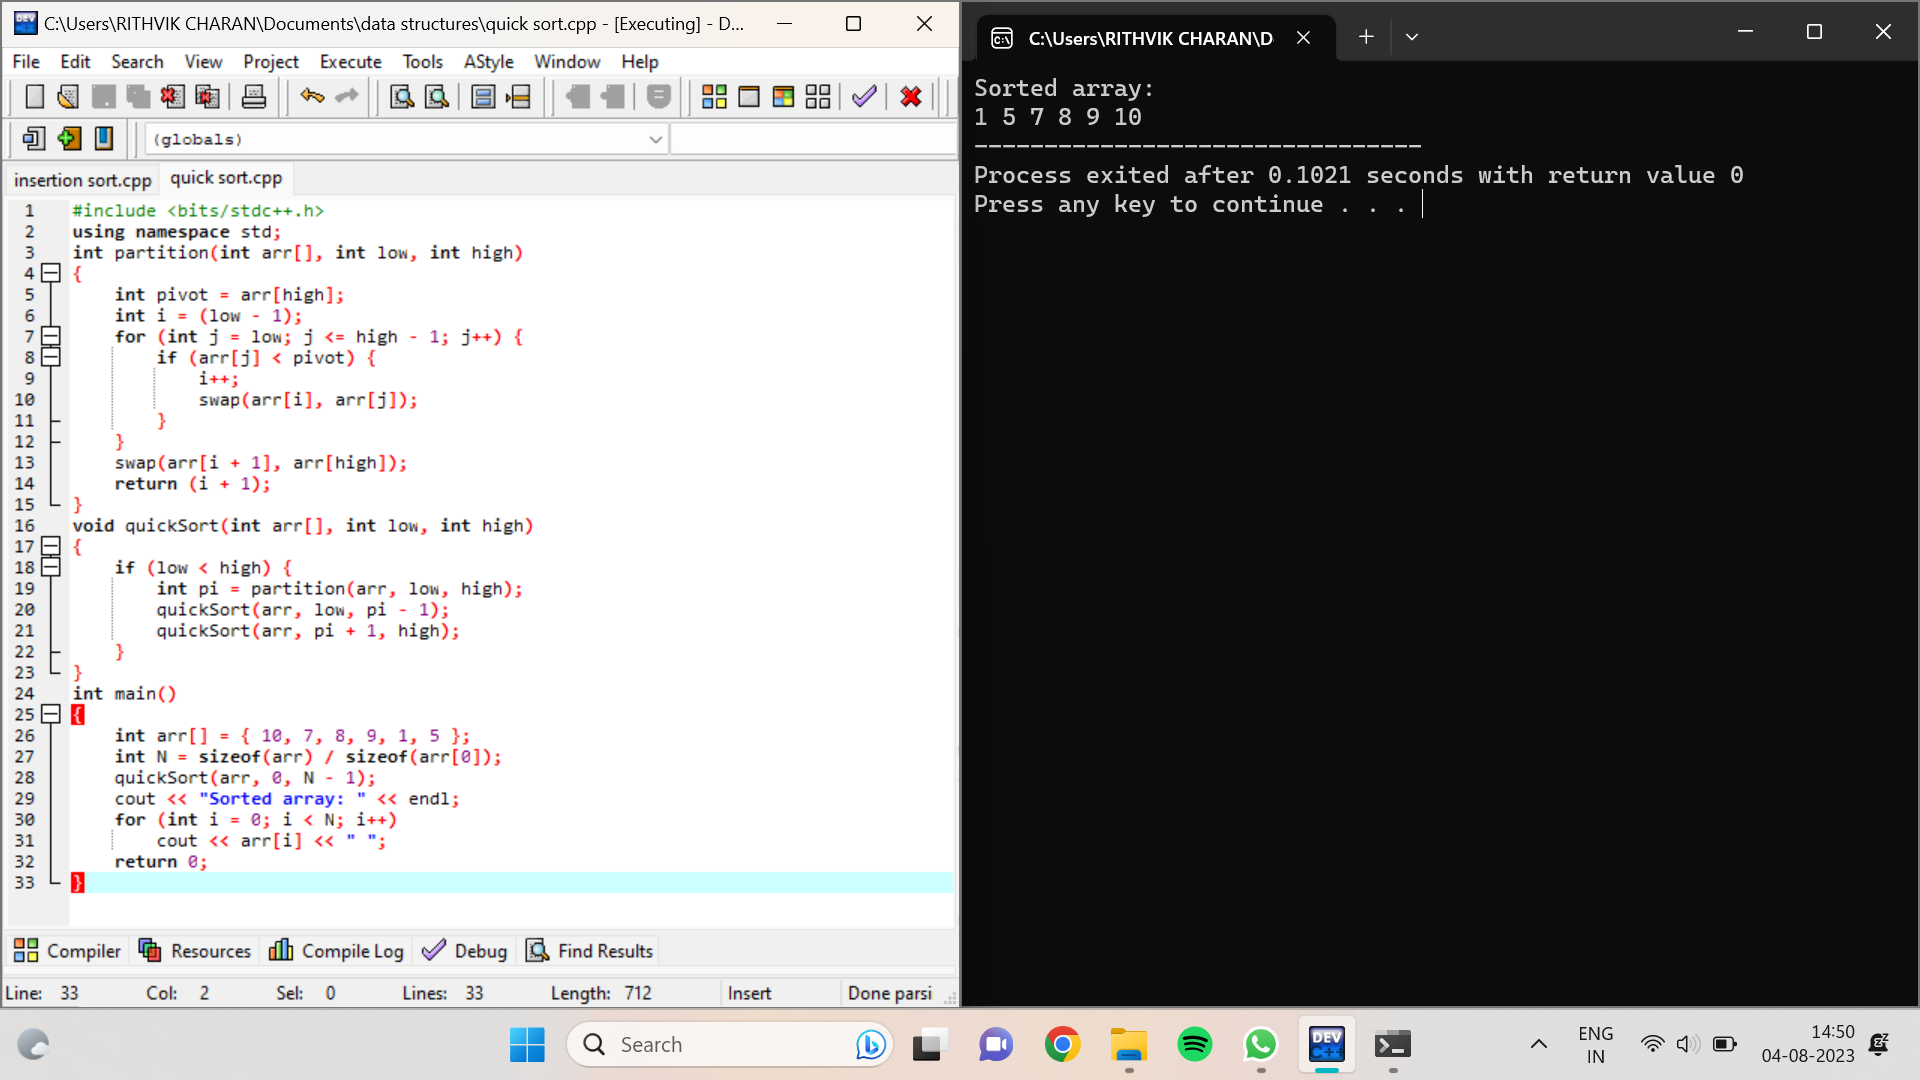 C:\Users\RITHVIK CHARAN\Documents\data structures\quick sort.cpp - [Executing] - D...
File Edit Search View Project Execute Tools AStyle Window Help
(globals)
insertion sort.cpp quick sort.cpp
1 #include <bits/stdc++.h>
2 using namespace std;
3 int partition(int arr[], int low, int high)
4 {
5 int pivot = arr[high];
6 int i = (low - 1);
7 for (int j = low; j <= high - 1; j++) {
8 if (arr[j] < pivot) {
9 i++;
10 swap(arr[i], arr[j]);
11 }
12 }
13 swap(arr[i + 1], arr[high]);
14 return (i + 1);
15 }
16 void quickSort(int arr[], int low, int high)
17 {
18 if (low < high) {
19 int pi = partition(arr, low, high);
20 quickSort(arr, low, pi - 1);
21 quickSort(arr, pi + 1, high);
22 }
23 }
24 int main()
25 {
26 int arr[] = { 10, 7, 8, 9, 1, 5 };
27 int N = sizeof(arr) / sizeof(arr[0]);
28 quickSort(arr, 0, N - 1);
29 cout << "Sorted array: " << endl;
30 for (int i = 0; i < N; i++)
31 cout << arr[i] << " ";
32 return 0;
33 }
Compiler Resources Compile Log Debug Find Results
Line: 33 Col: 2 Sel: 0 Lines: 33 Length: 712 Insert Done parsi
C:\Users\RITHVIK CHARAN\D
Sorted array:
1 5 7 8 9 10
--------------------------------
Process exited after 0.1021 seconds with return value 0
Press any key to continue . . .
Search
DEV C++
ENG
IN
14:50
04-08-2023